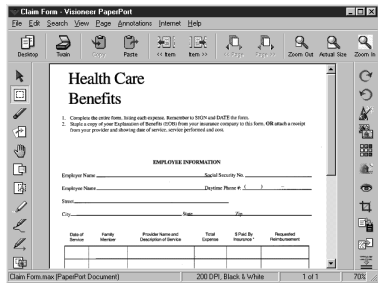 Claim Form - Visioneer PaperPort
File Edit Search View Page Annotations Internet Help
Desktop Twain Copy Paste << Item Item >> << Page Page >> Zoom Out Actual Size Zoom In
Health Care
Benefits
1. Complete the entire form, listing each expense. Remember to SIGN and DATE the form.
2. Staple a copy of your Explanation of Benefits (EOB) from your insurance company to this form, OR attach a receipt
from your provider and showing date of service, service performed and cost.
EMPLOYEE INFORMATION
Employee Name Social Security No.
Employee Name Daytime Phone #: ( ) -
Street
City State Zip
Date of Service Family Member Provider Name and Description of Service Total Expense $ Paid By Insurance * Requested Reimbursement
Claim Form.max (PaperPort Document) 200 DPI, Black & White 1 of 1 70%